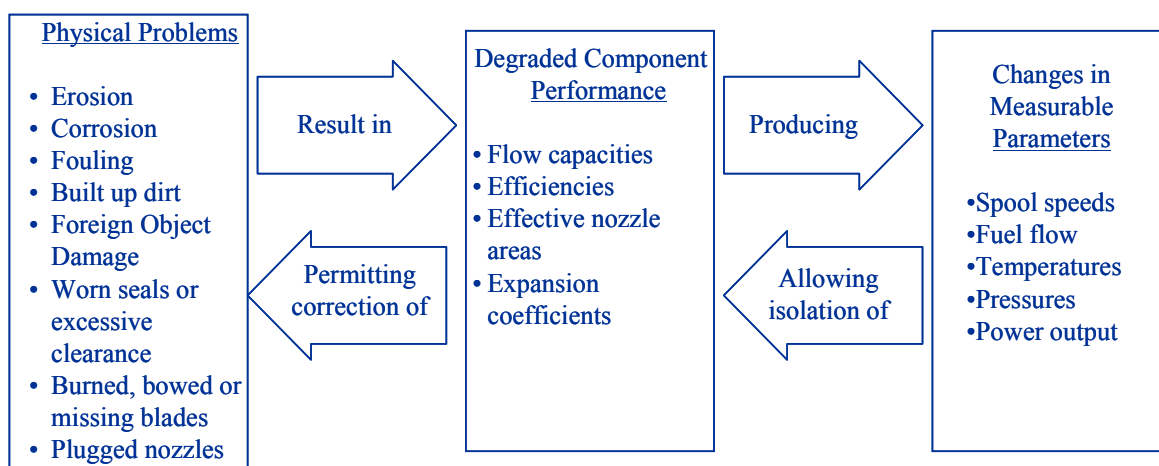 Physical Problems
• Erosion
• Corrosion
• Fouling
• Built up dirt
• Foreign Object
Damage
• Worn seals or
excessive
clearance
• Burned, bowed or
missing blades
• Plugged nozzles
Result in
Permitting
correction of
Degraded Component
Performance
• Flow capacities
• Efficiencies
• Effective nozzle
areas
• Expansion
coefficients
Producing
Allowing
isolation of
Changes in
Measurable
Parameters
•Spool speeds
•Fuel flow
•Temperatures
•Pressures
•Power output